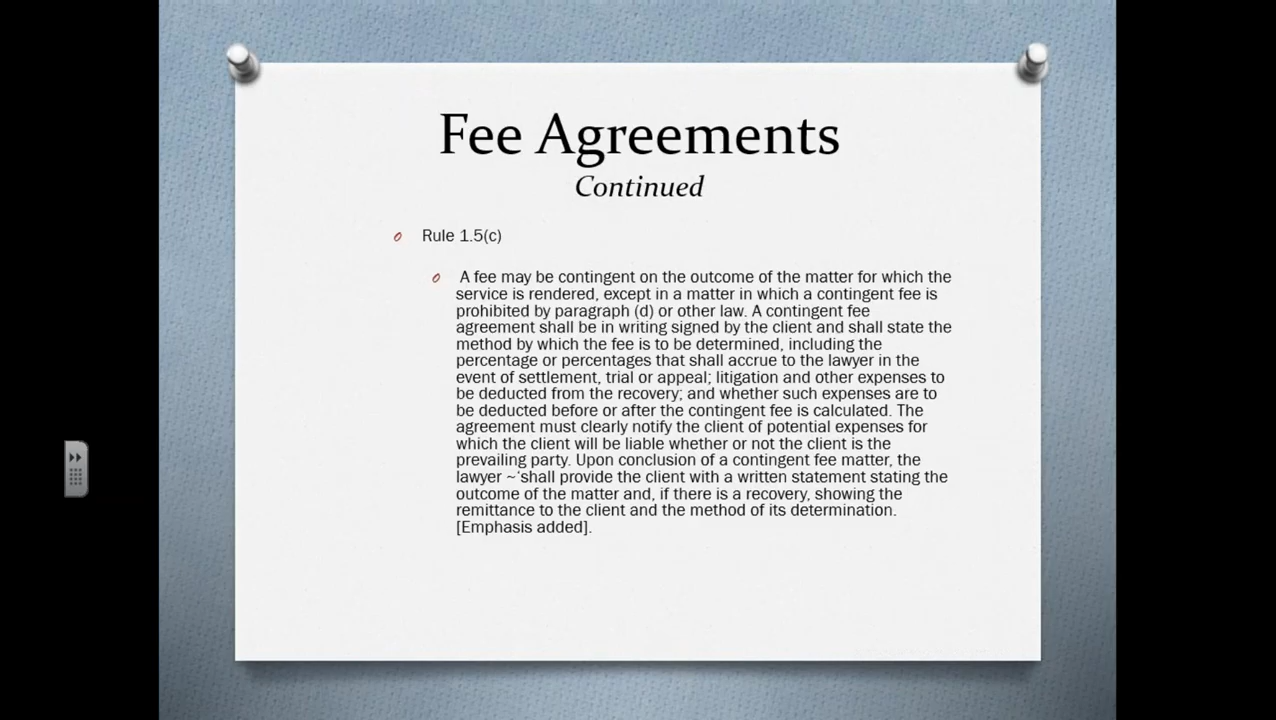 Fee Agreements
Continued
Rule 1.5(c)
A fee may be contingent on the outcome of the matter for which the
service is rendered, except in a matter in which a contingent fee is
prohibited by paragraph (d) or other law. A contingent fee
agreement shall be in writing signed by the client and shall state the
method by which the fee is to be determined, including the
percentage or percentages that shall accrue to the lawyer in the
event of settlement, trial or appeal; litigation and other expenses to
be deducted from the recovery; and whether such expenses are to
be deducted before or after the contingent fee is calculated. The
agreement must clearly notify the client of potential expenses for
which the client will be liable whether or not the client is the
prevailing party. Upon conclusion of a contingent fee matter, the
lawyer ~‘shall provide the client with a written statement stating the
outcome of the matter and, if there is a recovery, showing the
remittance to the client and the method of its determination.
[Emphasis added].